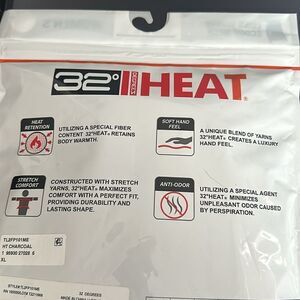 32° DEGREES HEAT
HEAT
RETENTION
UTILIZING A SPECIAL FIBER
CONTENT 32°HEAT® RETAINS
BODY WARMTH.
SOFT HAND
FEEL
A UNIQUE BLEND OF YARNS
32°HEAT® CREATES A LUXURY
HAND FEEL.
STRETCH
COMFORT
CONSTRUCTED WITH STRETCH
YARNS, 32°HEAT® MAXIMIZES
COMFORT WITH A PERFECT FIT,
PROVIDING DURABILITY AND
LASTING SHAPE.
ANTI-ODOR
UTILIZING A SPECIAL AGENT
32°HEAT® MINIMIZES
UNPLEASANT ODOR CAUSED
BY PERSPIRATION.
HT CHARCOAL
XL
32 DEGREES